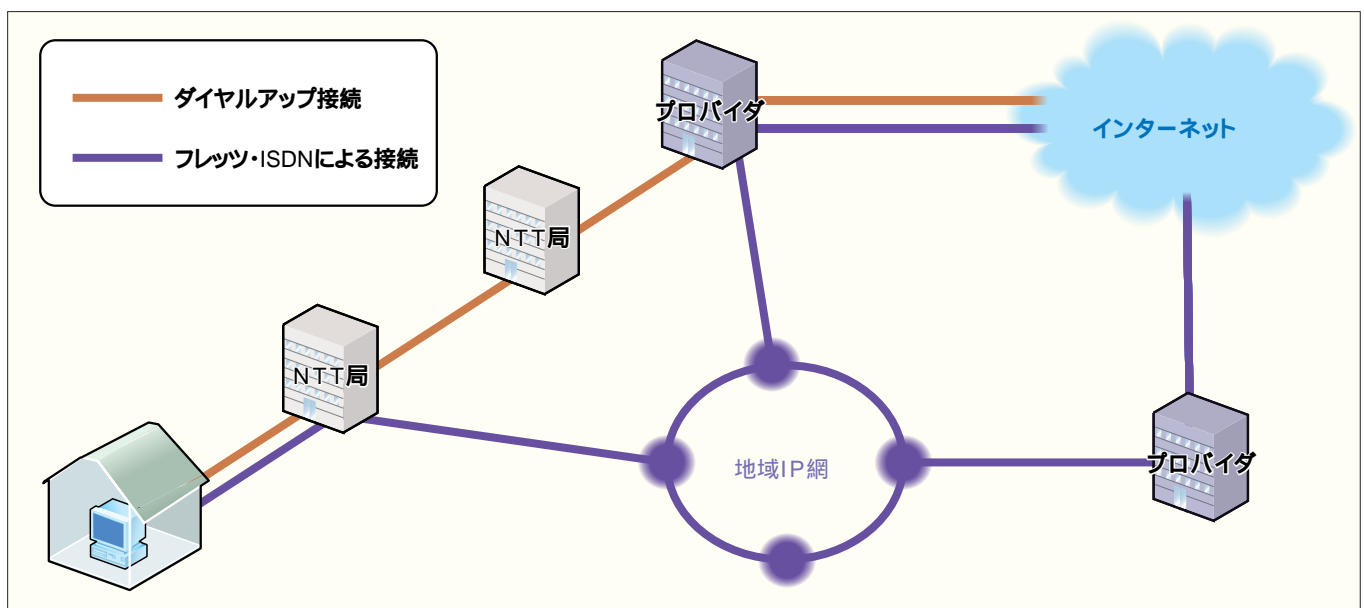 ダイヤルアップ接続
フレッツ・ISDNによる接続
プロバイダ
インターネット
NTT局
NTT局
地域IP網
プロバイダ